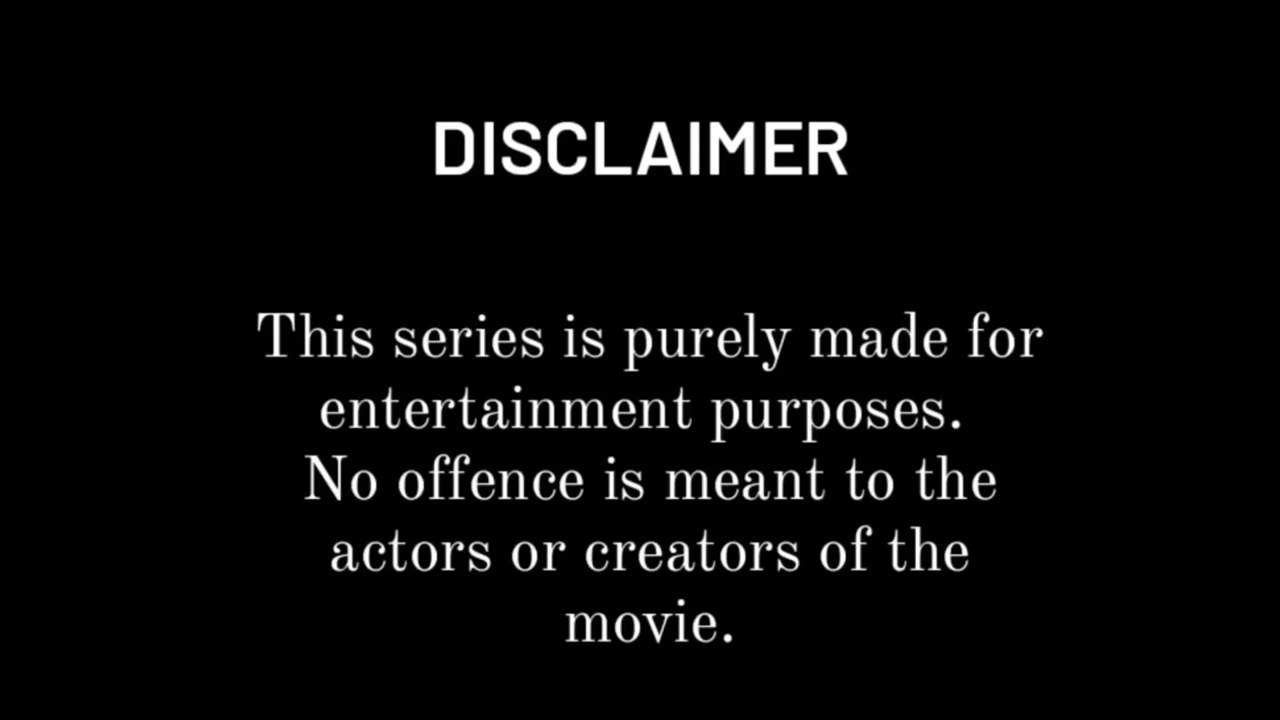 DISCLAIMER
This series is purely made for
entertainment purposes.
No offence is meant to the
actors or creators of the
movie.